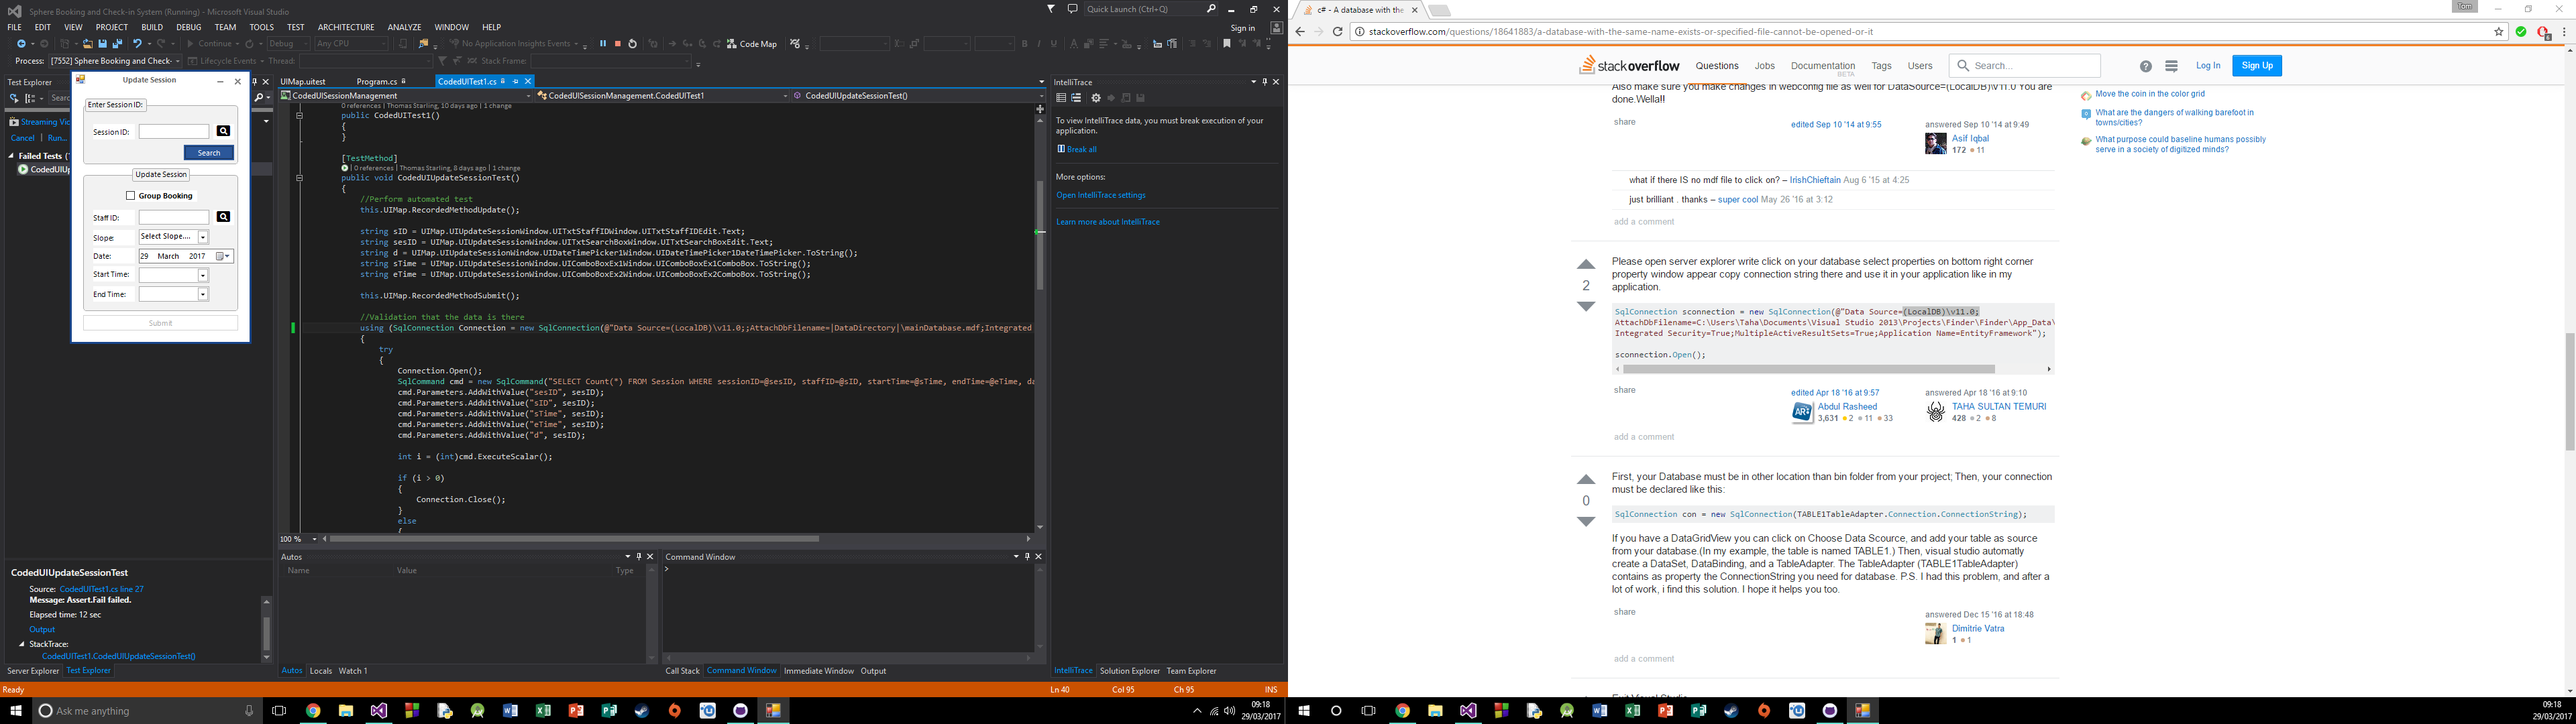 Sphere Booking and Check-in System (Running) - Microsoft Visual Studio
Quick Launch (Ctrl+Q)
FILE EDIT VIEW PROJECT BUILD DEBUG TEAM TOOLS TEST ARCHITECTURE ANALYZE WINDOW HELP
Sign in
Continue Debug Any CPU No Application Insights Events Code Map
Process: [7552] Sphere Booking and Check- Lifecycle Events Thread: Stack Frame:
Test Explorer
Streaming Vid
Cancel Run...
Failed Tests
CodedUIUp
Update Session
Enter Session ID:
Session ID:
Search
Update Session
Group Booking
Staff ID:
Slope: Select Slope....
Date: 29 March 2017
Start Time:
End Time:
Submit
CodedUIUpdateSessionTest
Source: CodedUITest1.cs line 27
Message: Assert.Fail failed.
Elapsed time: 12 sec
Output
StackTrace:
CodedUITest1.CodedUIUpdateSessionTest()
Server Explorer Test Explorer
UIMap.uitest Program.cs CodedUITest1.cs
CodedUISessionManagement CodedUISessionManagement.CodedUITest1 CodedUIUpdateSessionTest()
0 references | Thomas Starling, 10 days ago | 1 change
public CodedUITest1()
{
}
[TestMethod]
0 references | Thomas Starling, 8 days ago | 1 change
public void CodedUIUpdateSessionTest()
{
//Perform automated test
this.UIMap.RecordedMethodUpdate();
string sID = UIMap.UIUpdateSessionWindow.UITxtStaffIDWindow.UITxtStaffIDEdit.Text;
string sesID = UIMap.UIUpdateSessionWindow.UITxtSearchBoxWindow.UITxtSearchBoxEdit.Text;
string d = UIMap.UIUpdateSessionWindow.UIDateTimePicker1Window.UIDateTimePicker1DateTimePicker.ToString();
string sTime = UIMap.UIUpdateSessionWindow.UIComboBoxEx1Window.UIComboBoxEx1ComboBox.ToString();
string eTime = UIMap.UIUpdateSessionWindow.UIComboBoxEx2Window.UIComboBoxEx2ComboBox.ToString();
this.UIMap.RecordedMethodSubmit();
//Validation that the data is there
using (SqlConnection Connection = new SqlConnection(@"Data Source=(LocalDB)\v11.0;;AttachDbFilename=|DataDirectory|\mainDatabase.mdf;Integrated
{
try
{
Connection.Open();
SqlCommand cmd = new SqlCommand("SELECT Count(*) FROM Session WHERE sessionID=@sesID, staffID=@sID, startTime=@sTime, endTime=@eTime, da
cmd.Parameters.AddWithValue("sesID", sesID);
cmd.Parameters.AddWithValue("sID", sesID);
cmd.Parameters.AddWithValue("sTime", sesID);
cmd.Parameters.AddWithValue("eTime", sesID);
cmd.Parameters.AddWithValue("d", sesID);
int i = (int)cmd.ExecuteScalar();
if (i > 0)
{
Connection.Close();
}
else
{
100 %
Autos
Name Value Type
Autos Locals Watch 1
Command Window
>
Call Stack Command Window Immediate Window Output
IntelliTrace
To view IntelliTrace data, you must break execution of your
application.
Break all
More options:
Open IntelliTrace settings
Learn more about IntelliTrace
IntelliTrace Solution Explorer Team Explorer
Ready Ln 40 Col 95 Ch 95 INS
Ask me anything
09:18
29/03/2017
c# - A database with the
Tom
stackoverflow.com/questions/18641883/a-database-with-the-same-name-exists-or-specified-file-cannot-be-opened-or-it
stackoverflow Questions Jobs Documentation BETA Tags Users Search... Log In Sign Up
Also make sure you make changes in webconfig file as well for DataSource=(LocalDB)\v11.0 You are
done.Wella!!
share edited Sep 10 '14 at 9:55 answered Sep 10 '14 at 9:49
Asif Iqbal
172 11
what if there IS no mdf file to click on? – IrishChieftain Aug 6 '15 at 4:25
just brilliant . thanks – super cool May 26 '16 at 3:12
add a comment
Move the coin in the color grid
What are the dangers of walking barefoot in
towns/cities?
What purpose could baseline humans possibly
serve in a society of digitized minds?
2
Please open server explorer write click on your database select properties on bottom right corner
property window appear copy connection string there and use it in your application like in my
application.
SqlConnection sconnection = new SqlConnection(@"Data Source=(LocalDB)\v11.0;
AttachDbFilename=C:\Users\Taha\Documents\Visual Studio 2013\Projects\Finder\Finder\App_Data\
Integrated Security=True;MultipleActiveResultSets=True;Application Name=EntityFramework");
sconnection.Open();
share edited Apr 18 '16 at 9:57 answered Apr 18 '16 at 9:10
Abdul Rasheed TAHA SULTAN TEMURI
3,631 2 11 33 428 2 8
add a comment
0
First, your Database must be in other location than bin folder from your project; Then, your connection
must be declared like this:
SqlConnection con = new SqlConnection(TABLE1TableAdapter.Connection.ConnectionString);
If you have a DataGridView you can click on Choose Data Scource, and add your table as source
from your database.(In my example, the table is named TABLE1.) Then, visual studio automatly
create a DataSet, DataBinding, and a TableAdapter. The TableAdapter (TABLE1TableAdapter)
contains as property the ConnectionString you need for database. P.S. I had this problem, and after a
lot of work, i find this solution. I hope it helps you too.
share answered Dec 15 '16 at 18:48
Dimitrie Vatra
1 1
add a comment
Exit Visual Studio
09:18
29/03/2017